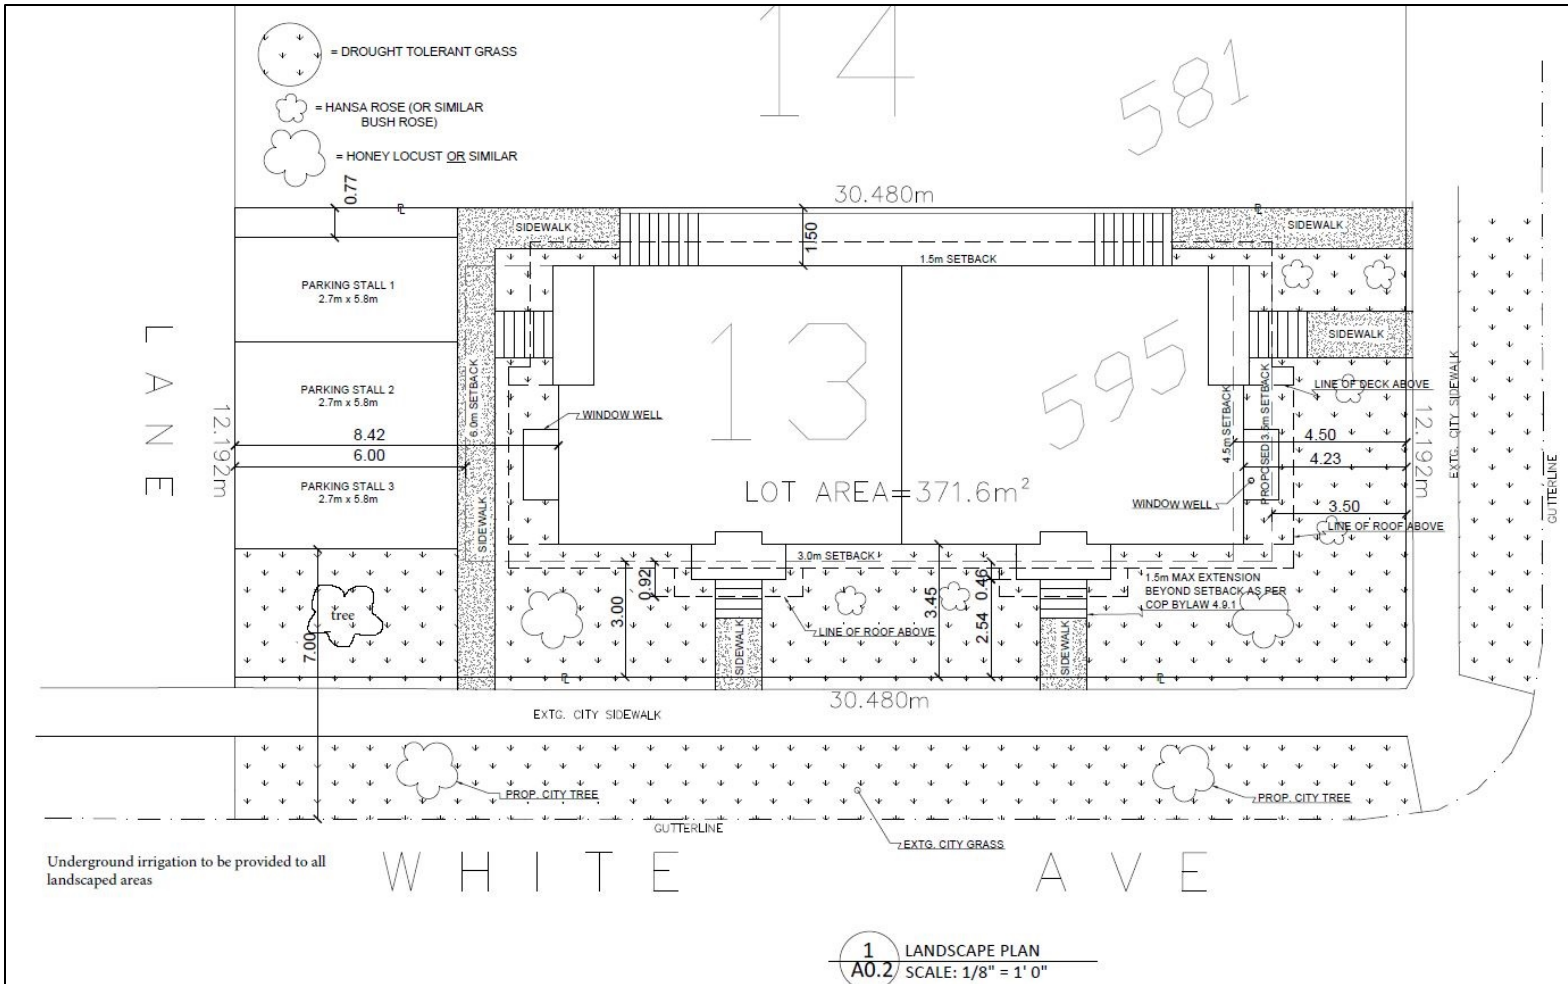 = DROUGHT TOLERANT GRASS
= HANSA ROSE (OR SIMILAR
BUSH ROSE)
= HONEY LOCUST OR SIMILAR
14
581
0.77
PL
30.480m
PL
SIDEWALK
1.50
SIDEWALK
1.5m SETBACK
PARKING STALL 1
2.7m x 5.8m
SIDEWALK
LANE
PARKING STALL 2
2.7m x 5.8m
6.0m SETBACK
13
595
LINE OF DECK ABOVE
EXTG. CITY SIDEWALK
12.192m
WINDOW WELL
4.5m SETBACK
PROPOSED 3.5m SETBACK
12.192m
8.42
4.50
6.00
4.23
GUTTERLINE
PARKING STALL 3
2.7m x 5.8m
LOT AREA=371.6m²
WINDOW WELL
3.50
SIDEWALK
LINE OF ROOF ABOVE
3.0m SETBACK
0.92
3.00
3.45
0.46
2.54
1.5m MAX EXTENSION
BEYOND SETBACK AS PER
COP BYLAW 4.9.1
tree
7.00
LINE OF ROOF ABOVE
SIDEWALK
SIDEWALK
PL
PL
30.480m
EXTG. CITY SIDEWALK
PROP. CITY TREE
PROP. CITY TREE
GUTTERLINE
EXTG. CITY GRASS
Underground irrigation to be provided to all
landscaped areas
WHITE AVE
1
LANDSCAPE PLAN
A0.2
SCALE: 1/8" = 1' 0"